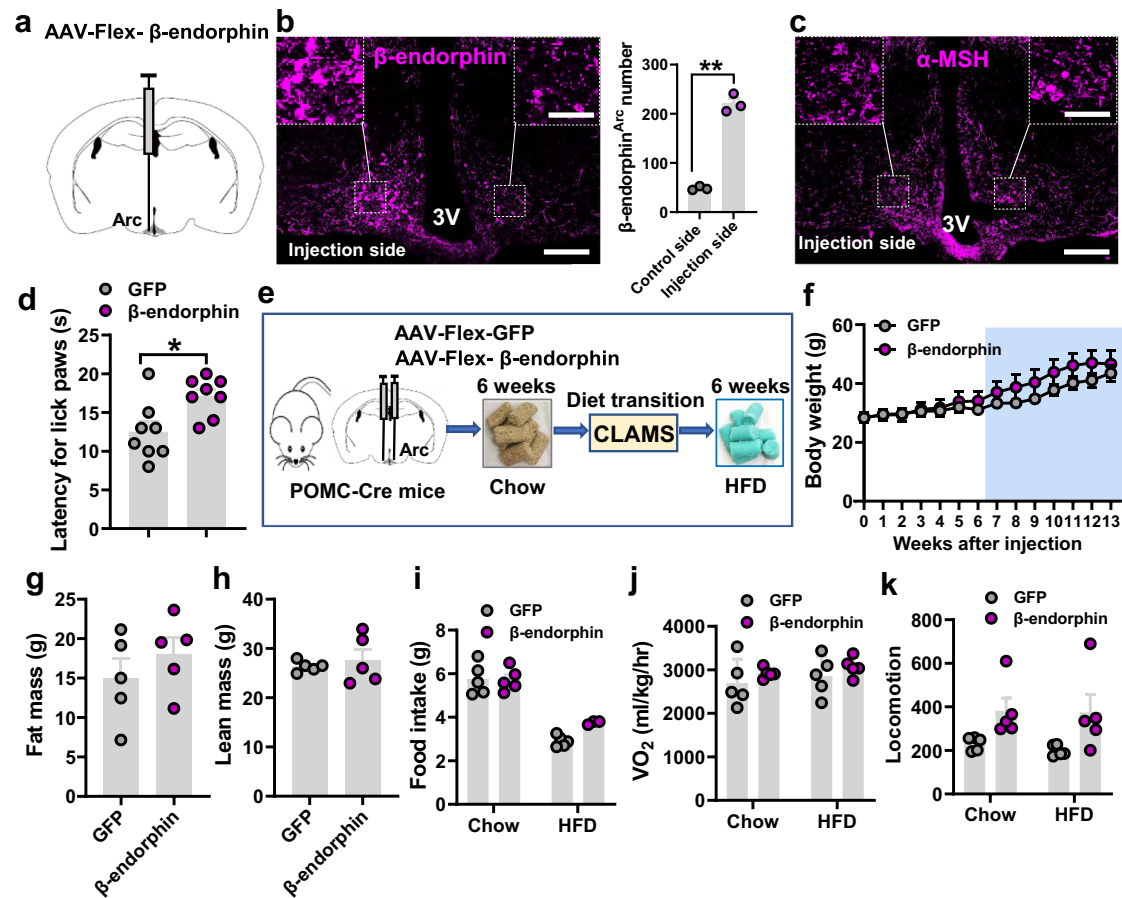 a
AAV-Flex- β-endorphin
Arc
b
β-endorphin
3V
Injection side
β-endorphinArc number
300
200
100
0
**
Control side
Injection side
c
α-MSH
3V
Injection side
d
GFP
β-endorphin
Latency for lick paws (s)
20
15
10
5
0
*
e
AAV-Flex-GFP
AAV-Flex- β-endorphin
6 weeks
6 weeks
Diet transition
CLAMS
Arc
POMC-Cre mice
Chow
HFD
f
GFP
β-endorphin
Body weight (g)
60
40
20
0
0 1 2 3 4 5 6 7 8 9 10 11 12 13
Weeks after injection
g
Fat mass (g)
25
20
15
10
5
0
GFP
β-endorphin
h
Lean mass (g)
40
30
20
10
0
GFP
β-endorphin
i
GFP
β-endorphin
Food intake (g)
8
6
4
2
0
Chow
HFD
j
GFP
β-endorphin
VO2 (ml/kg/hr)
4000
3000
2000
1000
0
Chow
HFD
k
GFP
β-endorphin
Locomotion
800
600
400
200
0
Chow
HFD